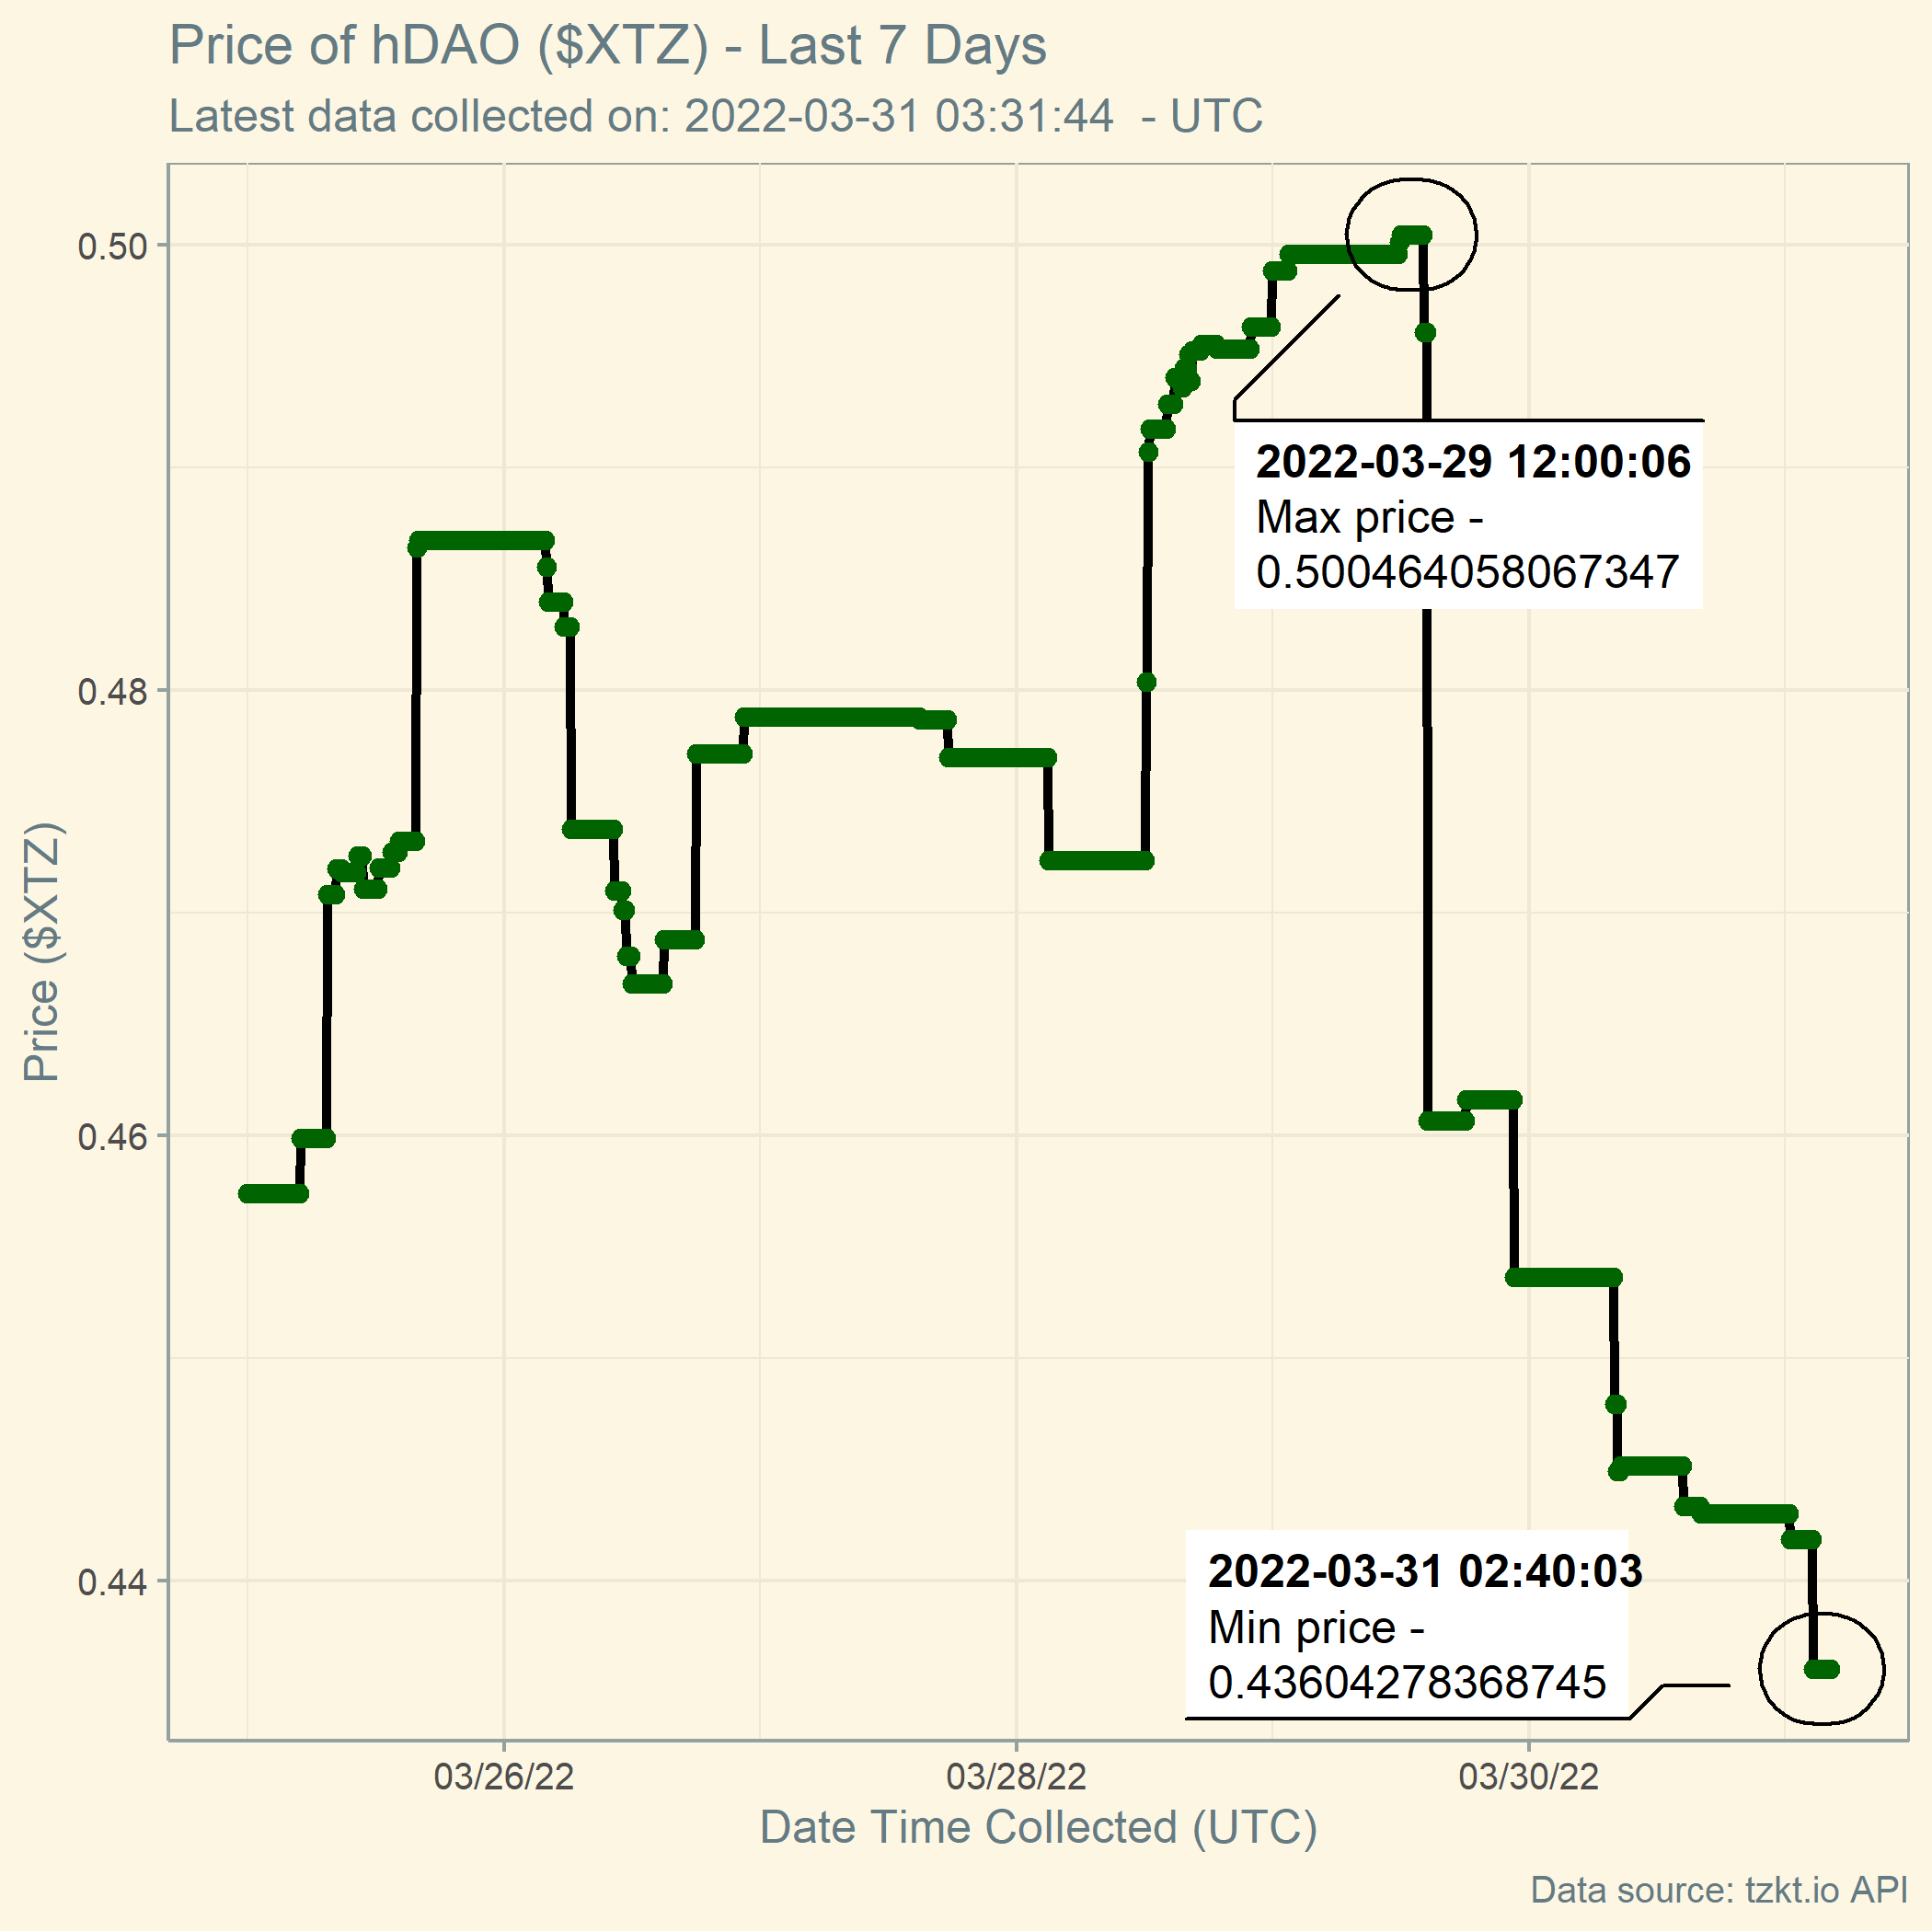 Price of hDAO ($XTZ) - Last 7 Days
Latest data collected on: 2022-03-31 03:31:44  - UTC
0.50
0.48
0.46
0.44
Price ($XTZ)
2022-03-29 12:00:06
Max price -
0.500464058067347
2022-03-31 02:40:03
Min price -
0.43604278368745
03/26/22
03/28/22
03/30/22
Date Time Collected (UTC)
Data source: tzkt.io API